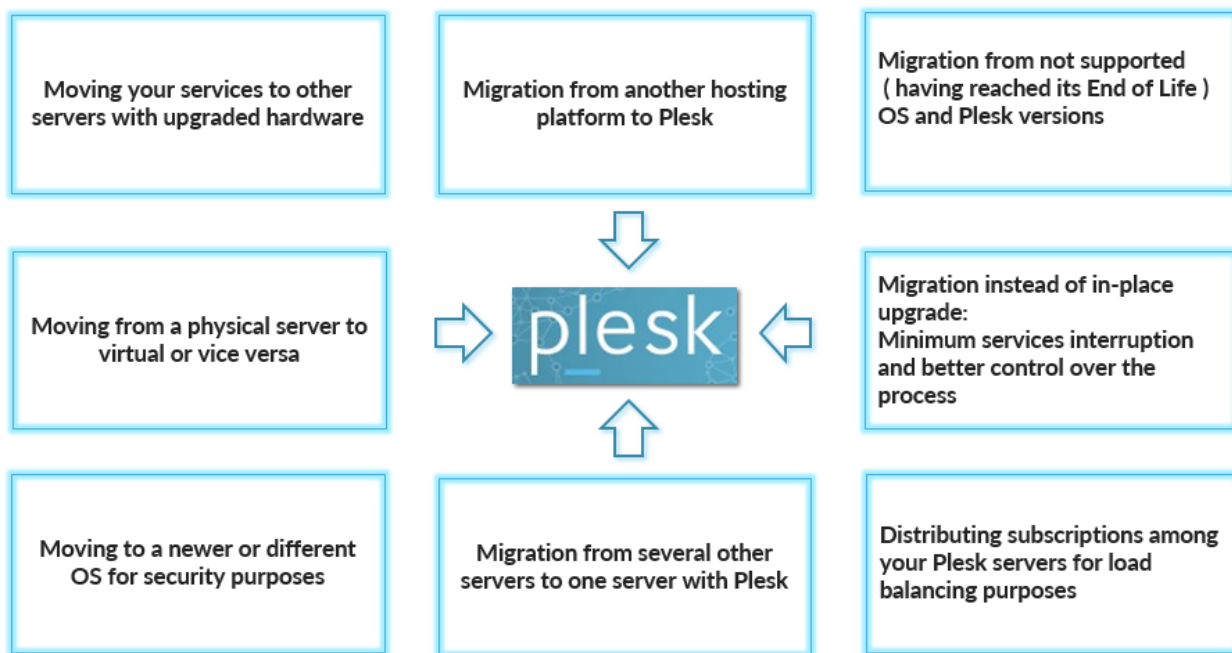 Moving your services to other
servers with upgraded hardware
Migration from another hosting
platform to Plesk
Migration from not supported
( having reached its End of Life )
OS and Plesk versions
Moving from a physical server to
virtual or vice versa
plesk
Migration instead of in-place
upgrade:
Minimum services interruption
and better control over the
process
Moving to a newer or different
OS for security purposes
Migration from several other
servers to one server with Plesk
Distributing subscriptions among
your Plesk servers for load
balancing purposes